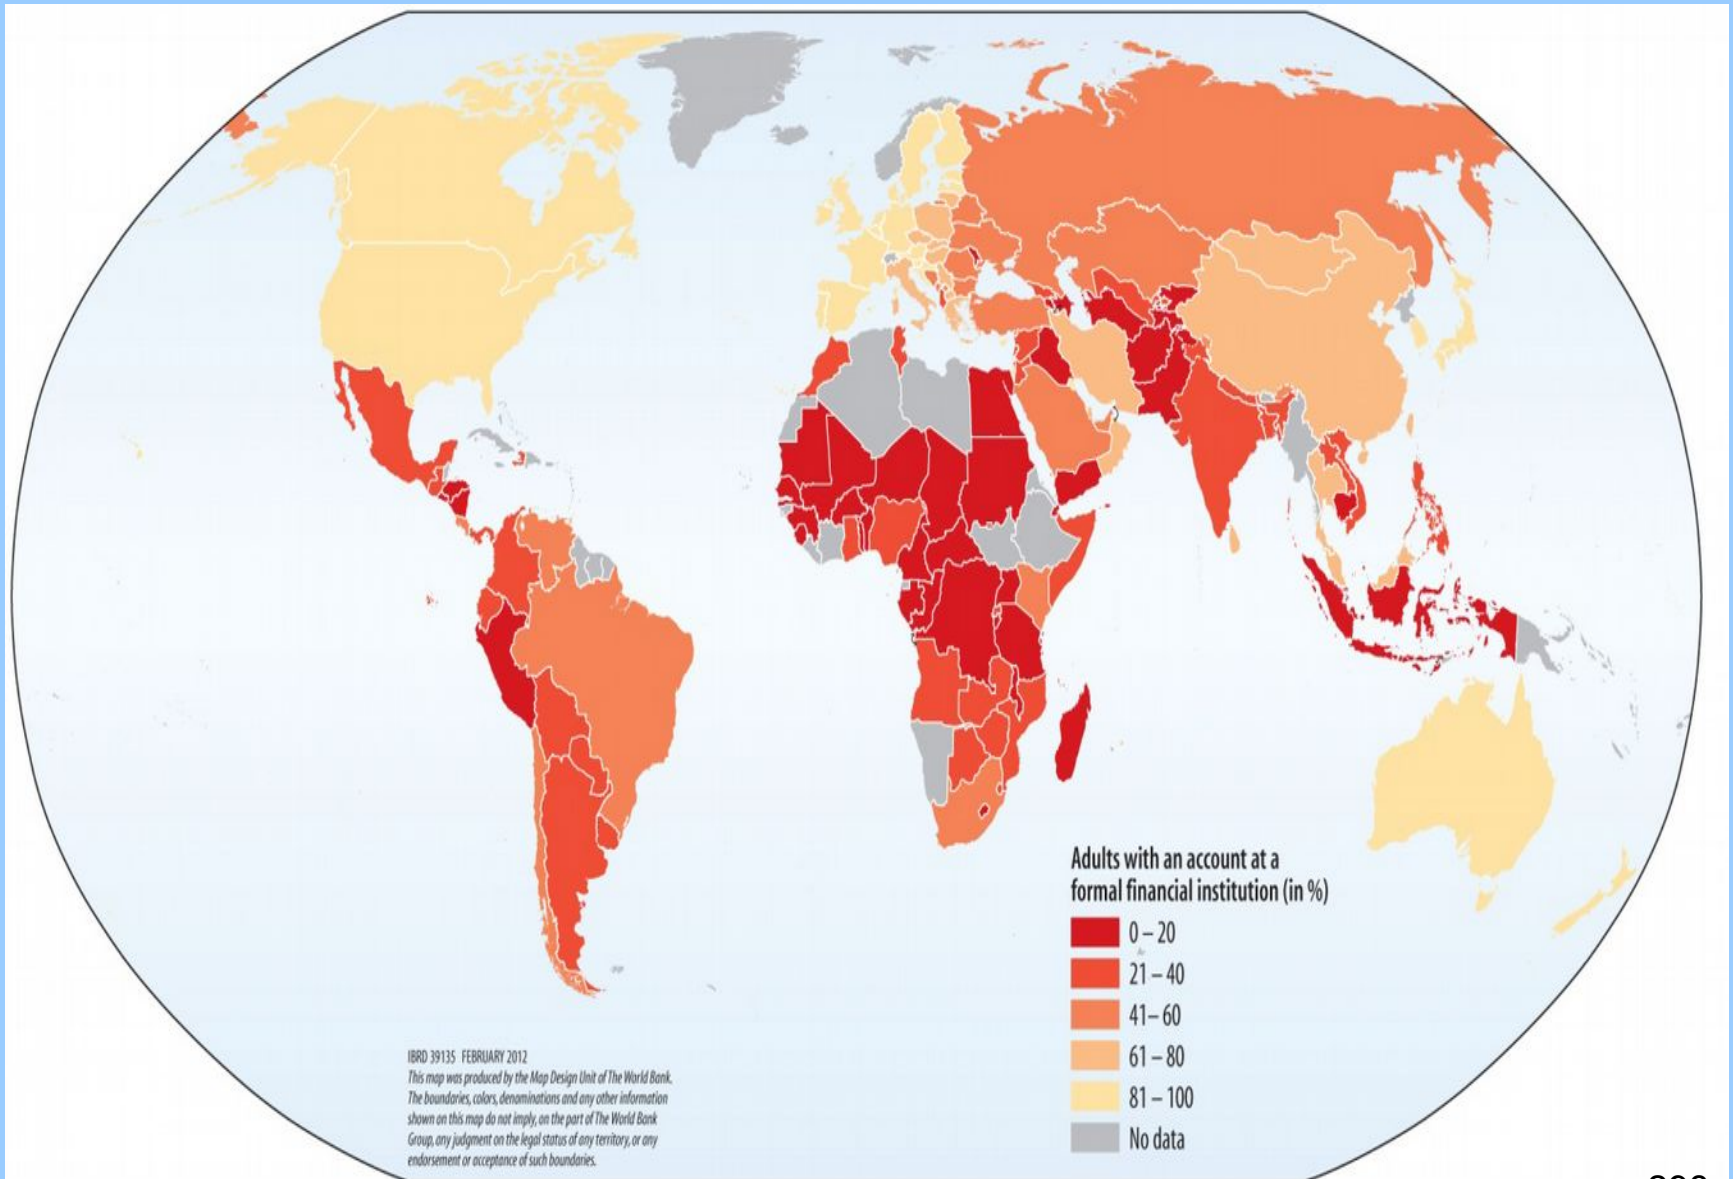 Adults with an account at a
formal financial institution (in %)
0 – 20
21 – 40
41– 60
61 – 80
81 – 100
No data
IBRD 39135 FEBRUARY 2012
This map was produced by the Map Design Unit of The World Bank.
The boundaries, colors, denominations and any other information
shown on this map do not imply, on the part of The World Bank
Group, any judgment on the legal status of any territory, or any
endorsement or acceptance of such boundaries.